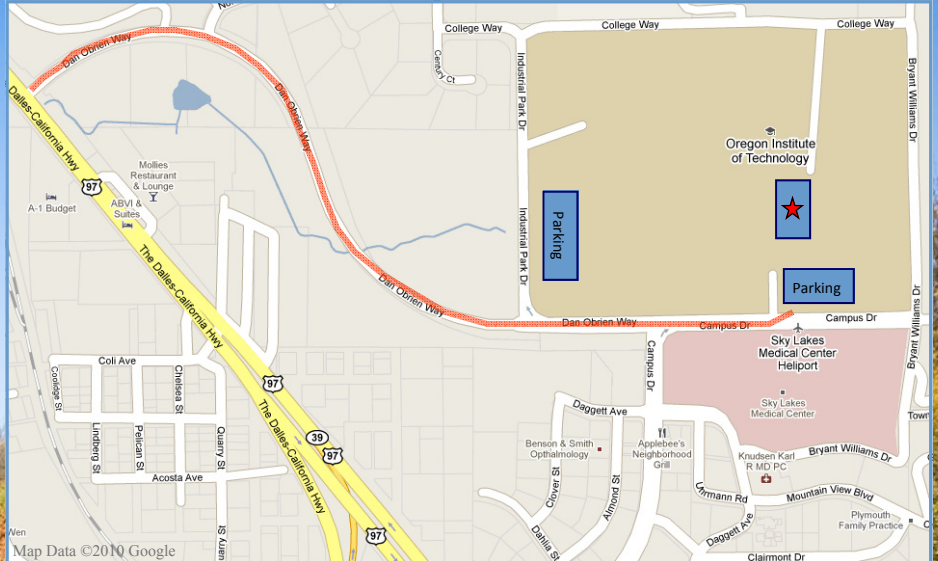 College Way
College Way
College Way
Dan Obrien Way
Century Ct
Industrial Park Dr
Bryant Williams Dr
Dan Obrien Way
Dalles-California Hwy
97
Oregon Institute
of Technology
Mollies
Restaurant
& Lounge
A-1 Budget
ABVI &
Suites
Industrial Park Dr
Parking
The Dalles-California Hwy
Parking
Dan Obrien Way
Dan Obrien Way
Campus Dr
Campus Dr
Bryant Williams Dr
Sky Lakes
Medical Center
Heliport
Campus Dr
Coli Ave
Coolidge St
Chelsea St
97
Sky Lakes
Medical Center
The Dalles-California Hwy
Daggett Ave
Lindberg St
Pelican St
Quarry St
39
97
Benson & Smith
Opthalmology
Applebee's
Neighborhood
Grill
Knudsen Karl
R MD PC
Bryant Williams Dr
Town
Acosta Ave
Clover St
Almond St
Uhrmann Rd
Mountain View Blvd
Plymouth
Family Practice
Quarry St
Dahlia St
Daggett Ave
97
Wen
Clairmont Dr
Map Data ©2010 Google